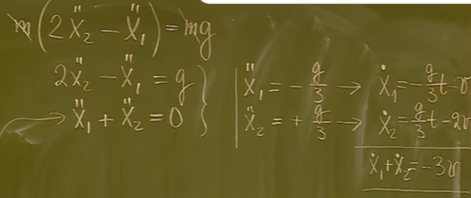 m(2ẍ₂ − ẍ₁) = mg
2ẍ₂ − ẍ₁ = g
→ ẍ₁ + ẍ₂ = 0 }
ẍ₁ = − g/3 → ẋ₁ = − g/3 t − v
ẍ₂ = + g/3 → ẋ₂ = g/3 t − 2v
ẋ₁ + ẋ₂ = −3v